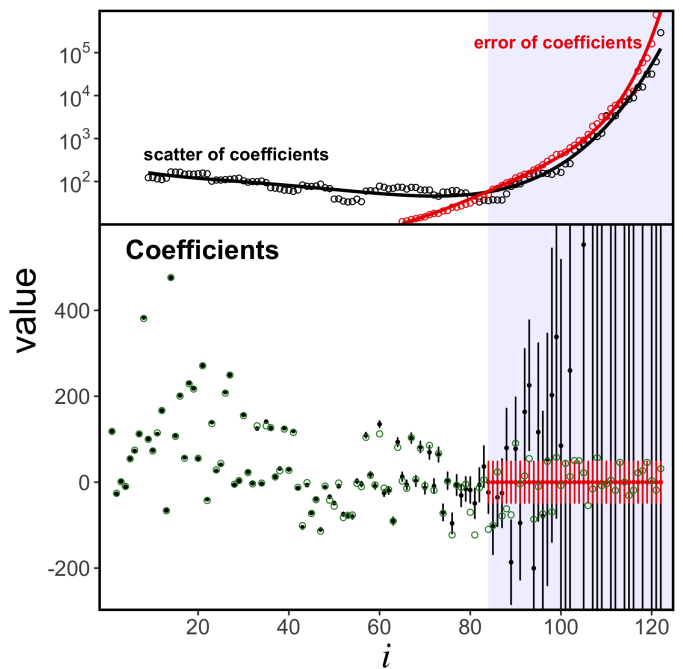 error of coefficients
10^5
10^4
10^3
10^2
scatter of coefficients
Coefficients
value
400
200
0
-200
20 40 60 80 100 120
i